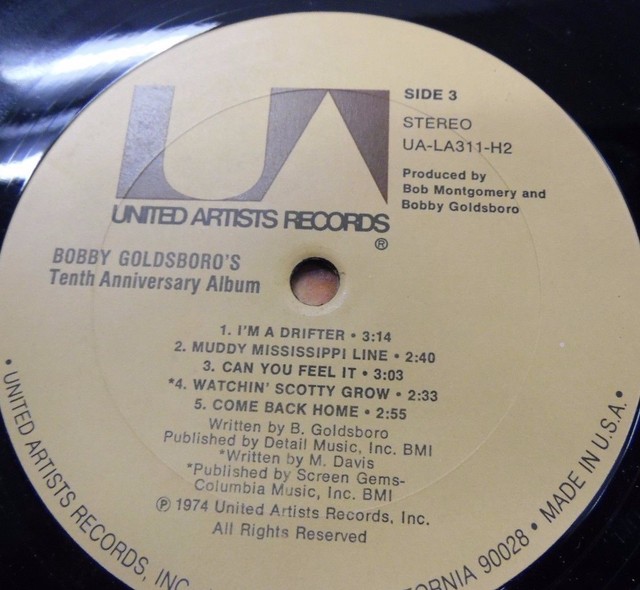 UA
UNITED ARTISTS RECORDS
®
SIDE 3
STEREO
UA-LA311-H2
Produced by
Bob Montgomery and
Bobby Goldsboro
BOBBY GOLDSBORO'S
Tenth Anniversary Album
1. I'M A DRIFTER • 3:14
2. MUDDY MISSISSIPPI LINE • 2:40
3. CAN YOU FEEL IT • 3:03
*4. WATCHIN' SCOTTY GROW • 2:33
5. COME BACK HOME • 2:55
Written by B. Goldsboro
Published by Detail Music, Inc. BMI
*Written by M. Davis
*Published by Screen Gems-
Columbia Music, Inc. BMI
℗ 1974 United Artists Records, Inc.
All Rights Reserved
• UNITED ARTISTS RECORDS, INC 90028 • MADE IN U.S.A. •